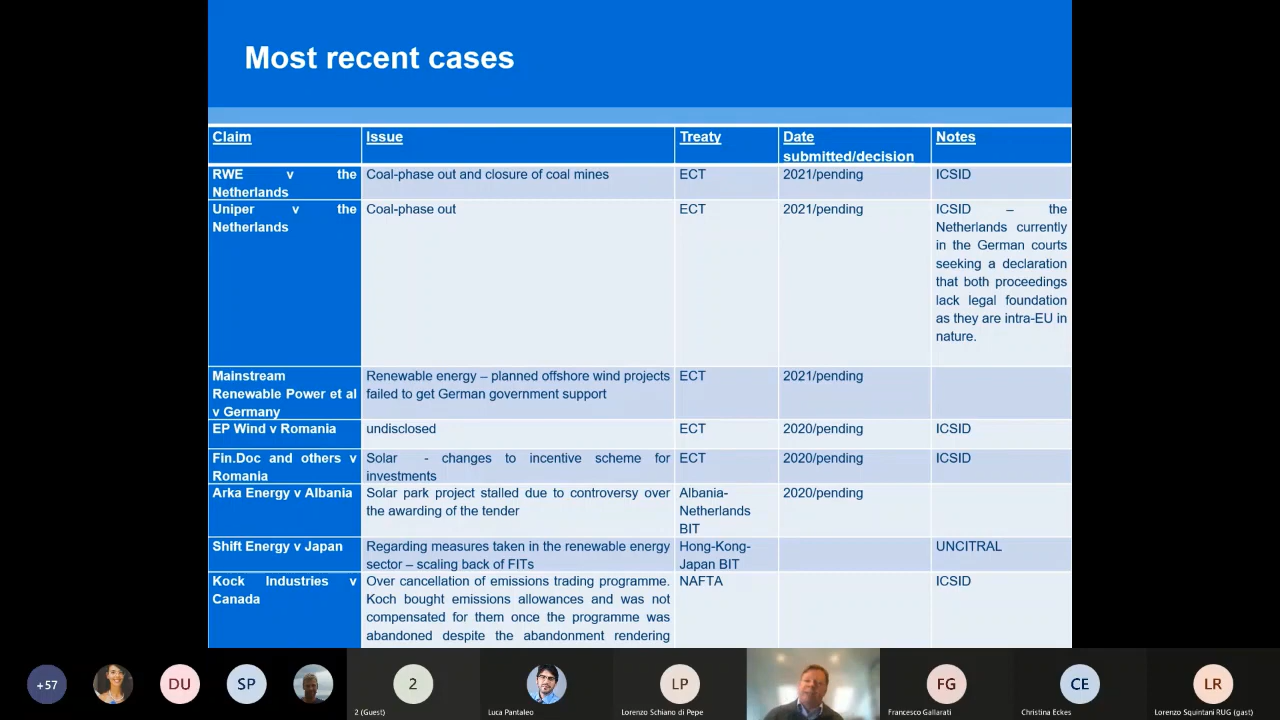 Most recent cases
Claim
Issue
Treaty
Date
submitted/decision
Notes
RWE v the
Netherlands
Coal-phase out and closure of coal mines
ECT
2021/pending
ICSID
Uniper v the
Netherlands
Coal-phase out
ECT
2021/pending
ICSID – the
Netherlands currently
in the German courts
seeking a declaration
that both proceedings
lack legal foundation
as they are intra-EU in
nature.
Mainstream
Renewable Power et al
v Germany
Renewable energy – planned offshore wind projects
failed to get German government support
ECT
2021/pending
EP Wind v Romania
undisclosed
ECT
2020/pending
ICSID
Fin.Doc and others v
Romania
Solar - changes to incentive scheme for
investments
ECT
2020/pending
ICSID
Arka Energy v Albania
Solar park project stalled due to controversy over
the awarding of the tender
Albania-
Netherlands
BIT
2020/pending
Shift Energy v Japan
Regarding measures taken in the renewable energy
sector – scaling back of FITs
Hong-Kong-
Japan BIT
UNCITRAL
Kock Industries v
Canada
Over cancellation of emissions trading programme.
Koch bought emissions allowances and was not
compensated for them once the programme was
abandoned despite the abandonment rendering
NAFTA
ICSID
+57
DU
SP
2
2 (Guest)
Luca Pantaleo
LP
Lorenzo Schiano di Pepe
FG
Francesco Gallarati
CE
Christina Eckes
LR
Lorenzo Squintani RUG (gast)